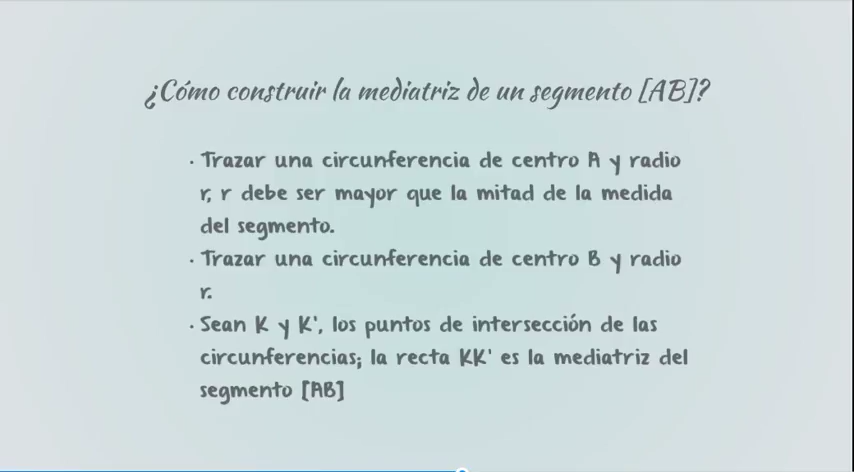 ¿Cómo construir la mediatriz de un segmento [AB]?
· Trazar una circunferencia de centro A y radio
r, r debe ser mayor que la mitad de la medida
del segmento.
· Trazar una circunferencia de centro B y radio
r.
· Sean K y K', los puntos de intersección de las
circunferencias; la recta KK' es la mediatriz del
segmento [AB]